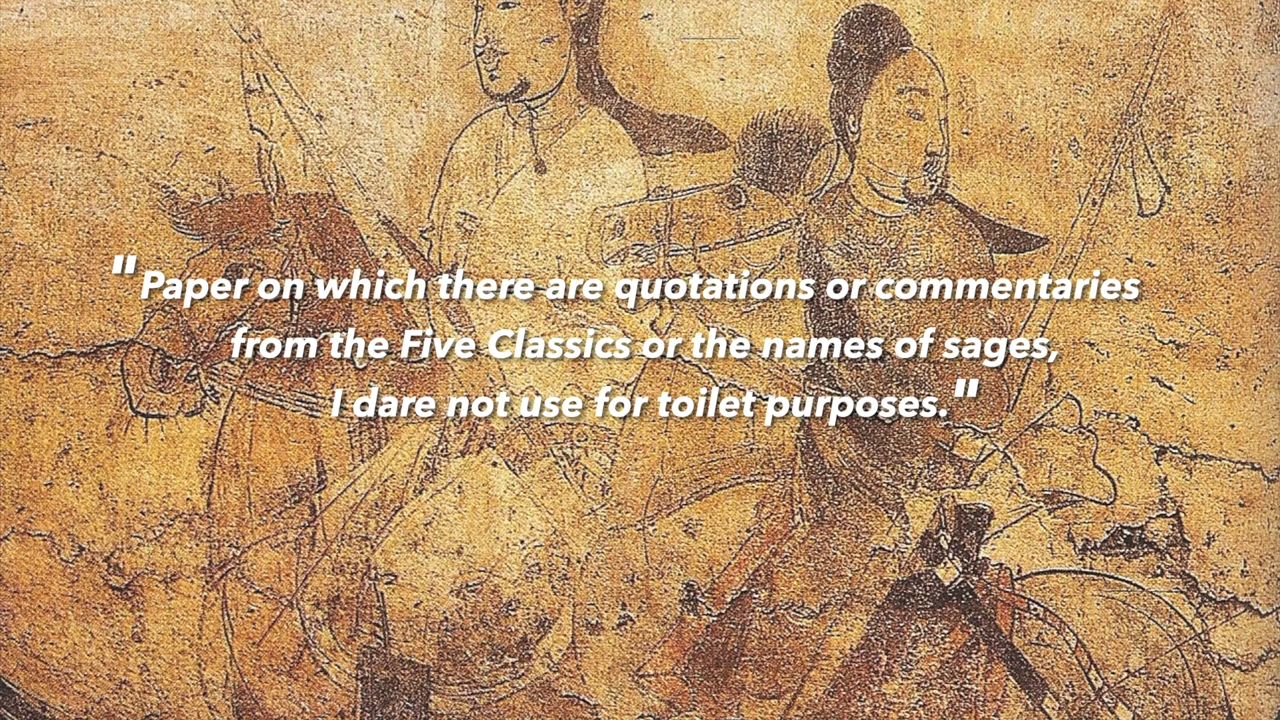 "Paper on which there are quotations or commentaries
from the Five Classics or the names of sages,
I dare not use for toilet purposes."